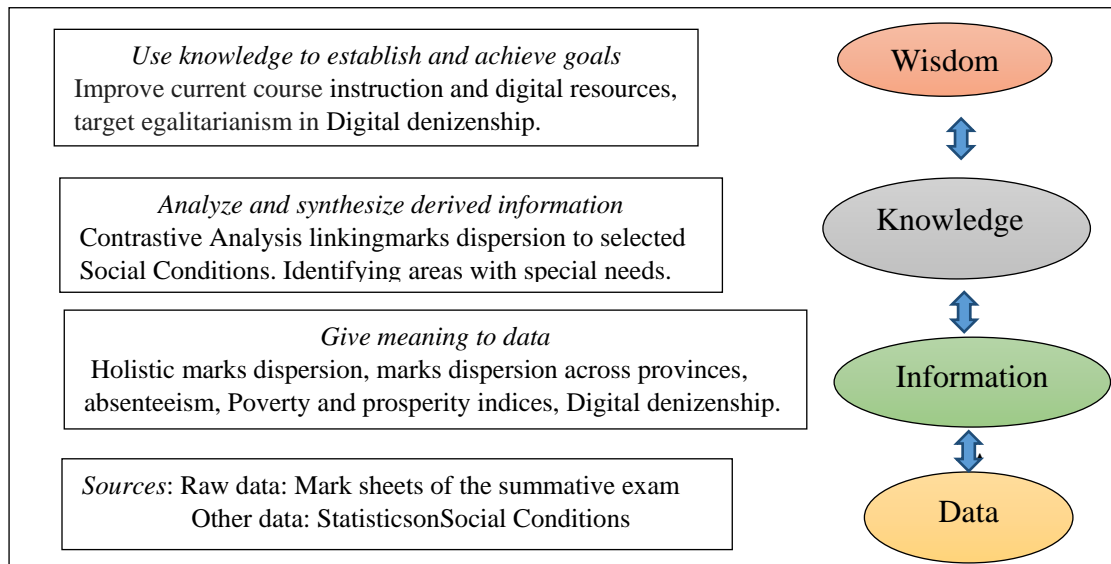 Use knowledge to establish and achieve goals
Improve current course instruction and digital resources,
target egalitarianism in Digital denizenship.
Wisdom
Analyze and synthesize derived information
Contrastive Analysis linkingmarks dispersion to selected
Social Conditions. Identifying areas with special needs.
Knowledge
Give meaning to data
Holistic marks dispersion, marks dispersion across provinces,
absenteeism, Poverty and prosperity indices, Digital denizenship.
Information
Sources: Raw data: Mark sheets of the summative exam
Other data: StatisticsonSocial Conditions
Data